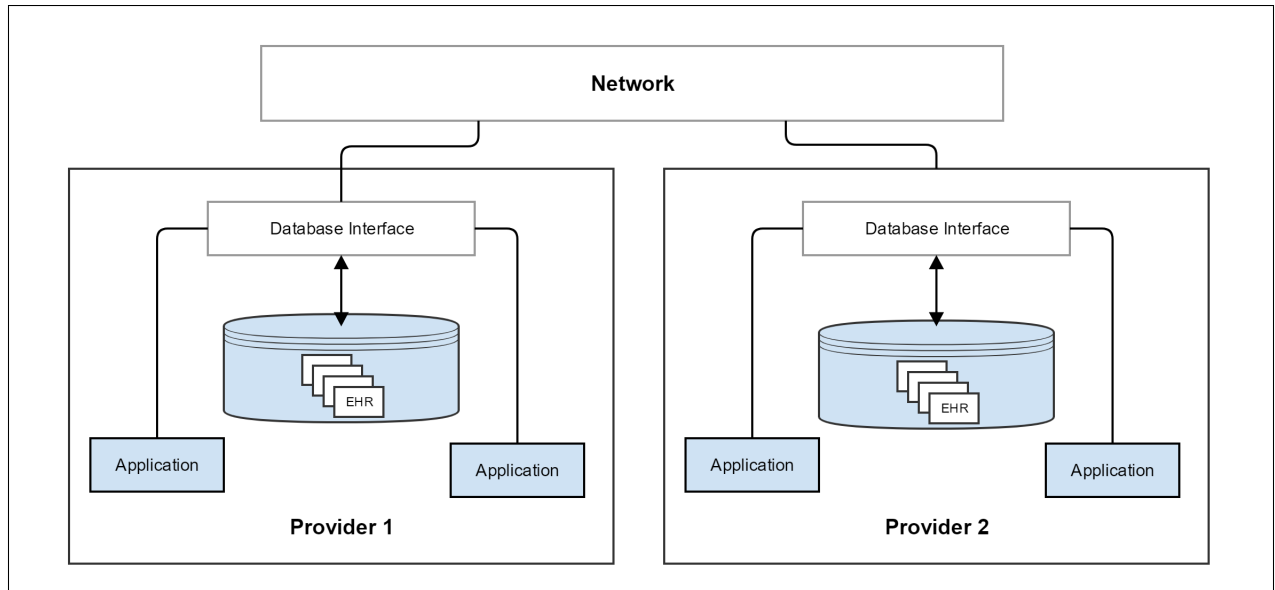 Network
Database Interface
Database Interface
EHR
EHR
Application
Application
Application
Application
Provider 1
Provider 2